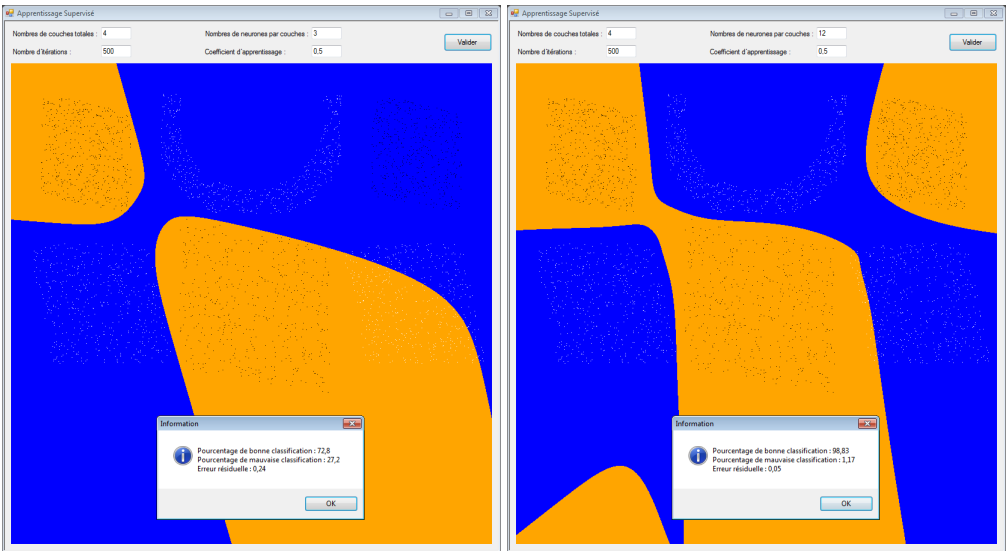 Apprentissage Supervisé
Nombres de couches totales : 4
Nombres de neurones par couches : 3
Valider
Nombre d'itérations : 500
Coefficient d'apprentissage : 0.5
Information
Pourcentage de bonne classification : 72,8
Pourcentage de mauvaise classification : 27,2
Erreur résiduelle : 0,24
OK
Apprentissage Supervisé
Nombres de couches totales : 4
Nombres de neurones par couches : 12
Valider
Nombre d'itérations : 500
Coefficient d'apprentissage : 0.5
Information
Pourcentage de bonne classification : 98,83
Pourcentage de mauvaise classification : 1,17
Erreur résiduelle : 0,05
OK